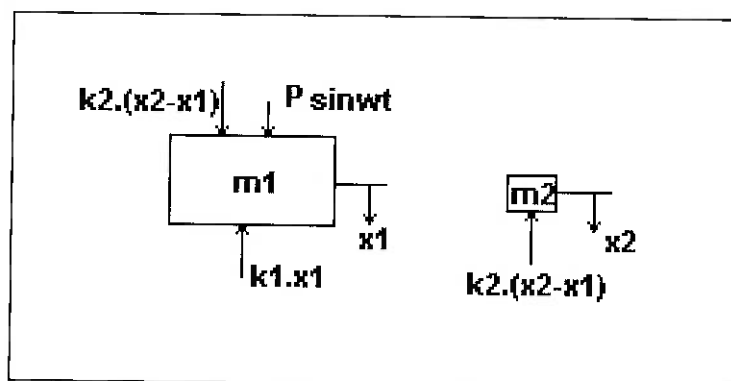 k2.(x2-x1)
P sinwt
m1
x1
k1.x1
m2
x2
k2.(x2-x1)